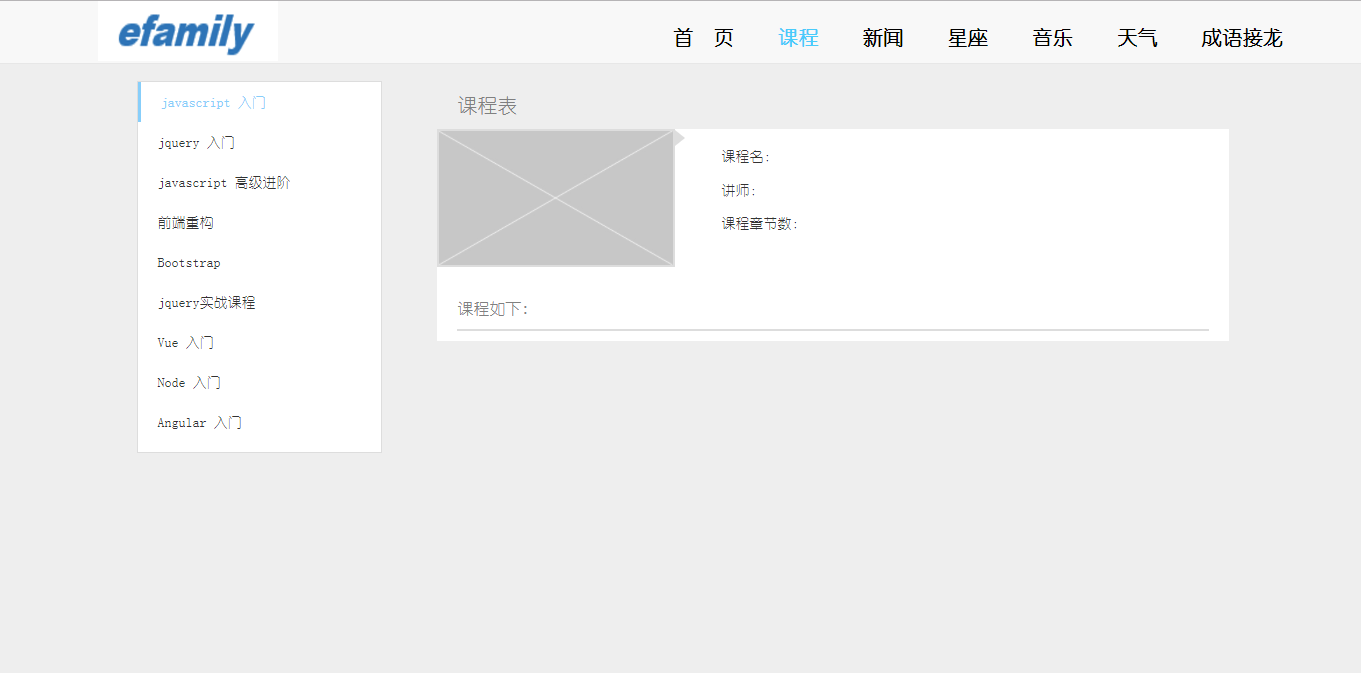 efamily
首 页 课程 新闻 星座 音乐 天气 成语接龙
javascript 入门
jquery 入门
javascript 高级进阶
前端重构
Bootstrap
jquery实战课程
Vue 入门
Node 入门
Angular 入门
课程表
课程名:
讲师:
课程章节数:
课程如下: